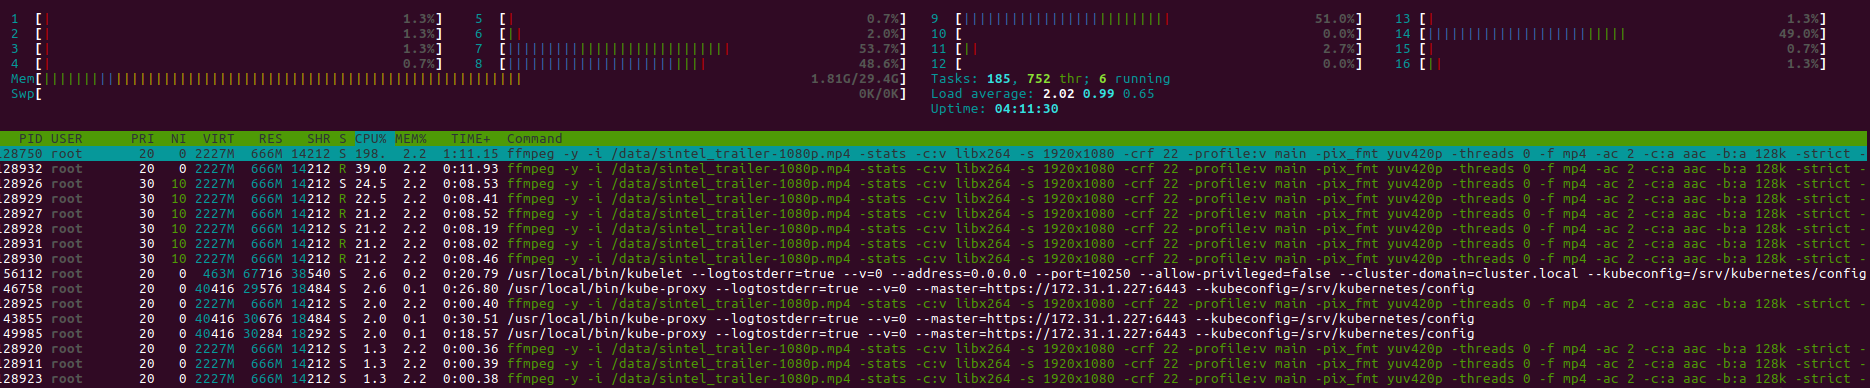 1 [| 1.3%] 5 [| 0.7%] 9 [||||||||||||||||||||||||||| 51.0%] 13 [| 1.3%]
2 [| 1.3%] 6 [|| 2.0%] 10 [ 0.0%] 14 [||||||||||||||||||||||||| 49.0%]
3 [| 1.3%] 7 [|||||||||||||||||||||||||||| 53.7%] 11 [|| 2.7%] 15 [| 0.7%]
4 [| 0.7%] 8 [||||||||||||||||||||||||| 48.6%] 12 [ 0.0%] 16 [|| 1.3%]
Mem[|||||||||||||||||||||||||||||||||||||||||||||||||||||||||||| 1.81G/29.4G] Tasks: 185, 752 thr; 6 running
Swp[ 0K/0K] Load average: 2.02 0.99 0.65
Uptime: 04:11:30
PID USER PRI NI VIRT RES SHR S CPU% MEM% TIME+ Command
128750 root 20 0 2227M 666M 14212 S 198. 2.2 1:11.15 ffmpeg -y -i /data/sintel_trailer-1080p.mp4 -stats -c:v libx264 -s 1920x1080 -crf 22 -profile:v main -pix_fmt yuv420p -threads 0 -f mp4 -ac 2 -c:a aac -b:a 128k -strict -
128932 root 20 0 2227M 666M 14212 R 39.0 2.2 0:11.93 ffmpeg -y -i /data/sintel_trailer-1080p.mp4 -stats -c:v libx264 -s 1920x1080 -crf 22 -profile:v main -pix_fmt yuv420p -threads 0 -f mp4 -ac 2 -c:a aac -b:a 128k -strict -
128926 root 30 10 2227M 666M 14212 S 24.5 2.2 0:08.53 ffmpeg -y -i /data/sintel_trailer-1080p.mp4 -stats -c:v libx264 -s 1920x1080 -crf 22 -profile:v main -pix_fmt yuv420p -threads 0 -f mp4 -ac 2 -c:a aac -b:a 128k -strict -
128929 root 30 10 2227M 666M 14212 R 22.5 2.2 0:08.41 ffmpeg -y -i /data/sintel_trailer-1080p.mp4 -stats -c:v libx264 -s 1920x1080 -crf 22 -profile:v main -pix_fmt yuv420p -threads 0 -f mp4 -ac 2 -c:a aac -b:a 128k -strict -
128927 root 30 10 2227M 666M 14212 R 21.2 2.2 0:08.52 ffmpeg -y -i /data/sintel_trailer-1080p.mp4 -stats -c:v libx264 -s 1920x1080 -crf 22 -profile:v main -pix_fmt yuv420p -threads 0 -f mp4 -ac 2 -c:a aac -b:a 128k -strict -
128928 root 30 10 2227M 666M 14212 S 21.2 2.2 0:08.19 ffmpeg -y -i /data/sintel_trailer-1080p.mp4 -stats -c:v libx264 -s 1920x1080 -crf 22 -profile:v main -pix_fmt yuv420p -threads 0 -f mp4 -ac 2 -c:a aac -b:a 128k -strict -
128931 root 30 10 2227M 666M 14212 R 21.2 2.2 0:08.02 ffmpeg -y -i /data/sintel_trailer-1080p.mp4 -stats -c:v libx264 -s 1920x1080 -crf 22 -profile:v main -pix_fmt yuv420p -threads 0 -f mp4 -ac 2 -c:a aac -b:a 128k -strict -
128930 root 30 10 2227M 666M 14212 R 21.2 2.2 0:08.46 ffmpeg -y -i /data/sintel_trailer-1080p.mp4 -stats -c:v libx264 -s 1920x1080 -crf 22 -profile:v main -pix_fmt yuv420p -threads 0 -f mp4 -ac 2 -c:a aac -b:a 128k -strict -
56112 root 20 0 463M 67716 38540 S 2.6 0.2 0:20.79 /usr/local/bin/kubelet --logtostderr=true --v=0 --address=0.0.0.0 --port=10250 --allow-privileged=false --cluster-domain=cluster.local --kubeconfig=/srv/kubernetes/config
46758 root 20 0 40416 29576 18484 S 2.6 0.1 0:26.80 /usr/local/bin/kube-proxy --logtostderr=true --v=0 --master=https://172.31.1.227:6443 --kubeconfig=/srv/kubernetes/config
128925 root 20 0 2227M 666M 14212 S 2.0 2.2 0:00.40 ffmpeg -y -i /data/sintel_trailer-1080p.mp4 -stats -c:v libx264 -s 1920x1080 -crf 22 -profile:v main -pix_fmt yuv420p -threads 0 -f mp4 -ac 2 -c:a aac -b:a 128k -strict -
43855 root 20 0 40416 30676 18484 S 2.0 0.1 0:30.51 /usr/local/bin/kube-proxy --logtostderr=true --v=0 --master=https://172.31.1.227:6443 --kubeconfig=/srv/kubernetes/config
49985 root 20 0 40416 30284 18292 S 2.0 0.1 0:18.57 /usr/local/bin/kube-proxy --logtostderr=true --v=0 --master=https://172.31.1.227:6443 --kubeconfig=/srv/kubernetes/config
128920 root 20 0 2227M 666M 14212 S 1.3 2.2 0:00.36 ffmpeg -y -i /data/sintel_trailer-1080p.mp4 -stats -c:v libx264 -s 1920x1080 -crf 22 -profile:v main -pix_fmt yuv420p -threads 0 -f mp4 -ac 2 -c:a aac -b:a 128k -strict -
128911 root 20 0 2227M 666M 14212 S 1.3 2.2 0:00.39 ffmpeg -y -i /data/sintel_trailer-1080p.mp4 -stats -c:v libx264 -s 1920x1080 -crf 22 -profile:v main -pix_fmt yuv420p -threads 0 -f mp4 -ac 2 -c:a aac -b:a 128k -strict -
128923 root 20 0 2227M 666M 14212 S 1.3 2.2 0:00.38 ffmpeg -y -i /data/sintel_trailer-1080p.mp4 -stats -c:v libx264 -s 1920x1080 -crf 22 -profile:v main -pix_fmt yuv420p -threads 0 -f mp4 -ac 2 -c:a aac -b:a 128k -strict -